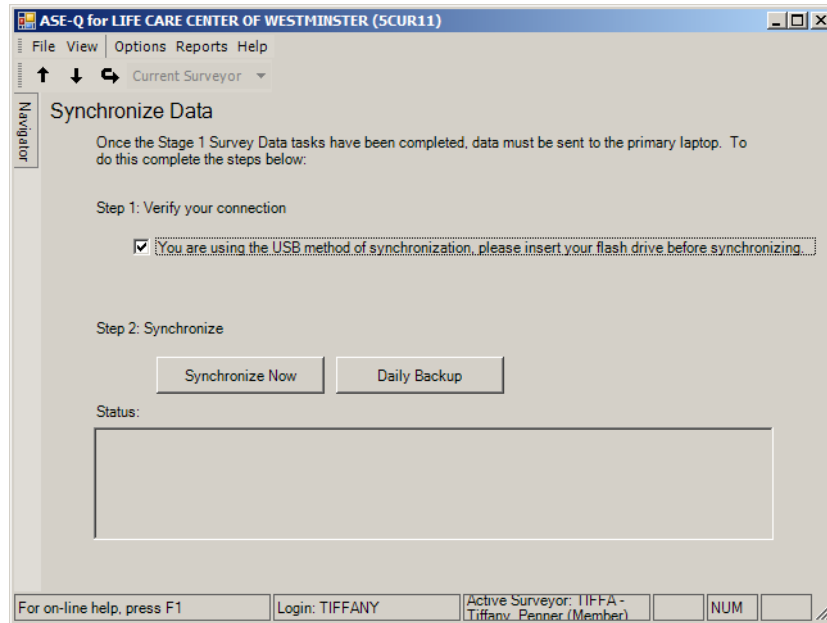 ASE-Q for LIFE CARE CENTER OF WESTMINSTER (5CUR11)
File View Options Reports Help
Current Surveyor
Navigator
Synchronize Data
Once the Stage 1 Survey Data tasks have been completed, data must be sent to the primary laptop. To
do this complete the steps below:
Step 1: Verify your connection
You are using the USB method of synchronization, please insert your flash drive before synchronizing.
Step 2: Synchronize
Synchronize Now Daily Backup
Status:
For on-line help, press F1 Login: TIFFANY Active Surveyor: TIFFA - NUM
Tiffany Penner (Member)